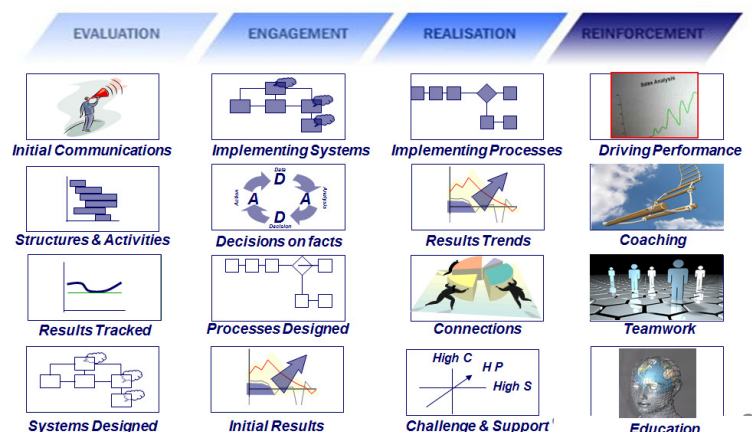 EVALUATION
ENGAGEMENT
REALISATION
REINFORCEMENT
Initial Communications
Implementing Systems
Implementing Processes
Sales Analysis
Driving Performance
Structures & Activities
Data
D
Action
A
A
Analysis
D
Decision
Decisions on facts
Results Trends
Coaching
Results Tracked
Processes Designed
Connections
Teamwork
Systems Designed
Initial Results
High C
H P
High S
Challenge & Support
Education